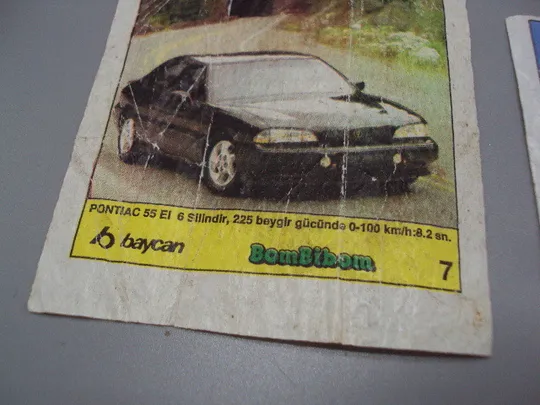 PONTIAC 55 EI 6 Silindir, 225 beygir gücünde 0-100 km/h:8.2 sn.
baycan BomBibom 7